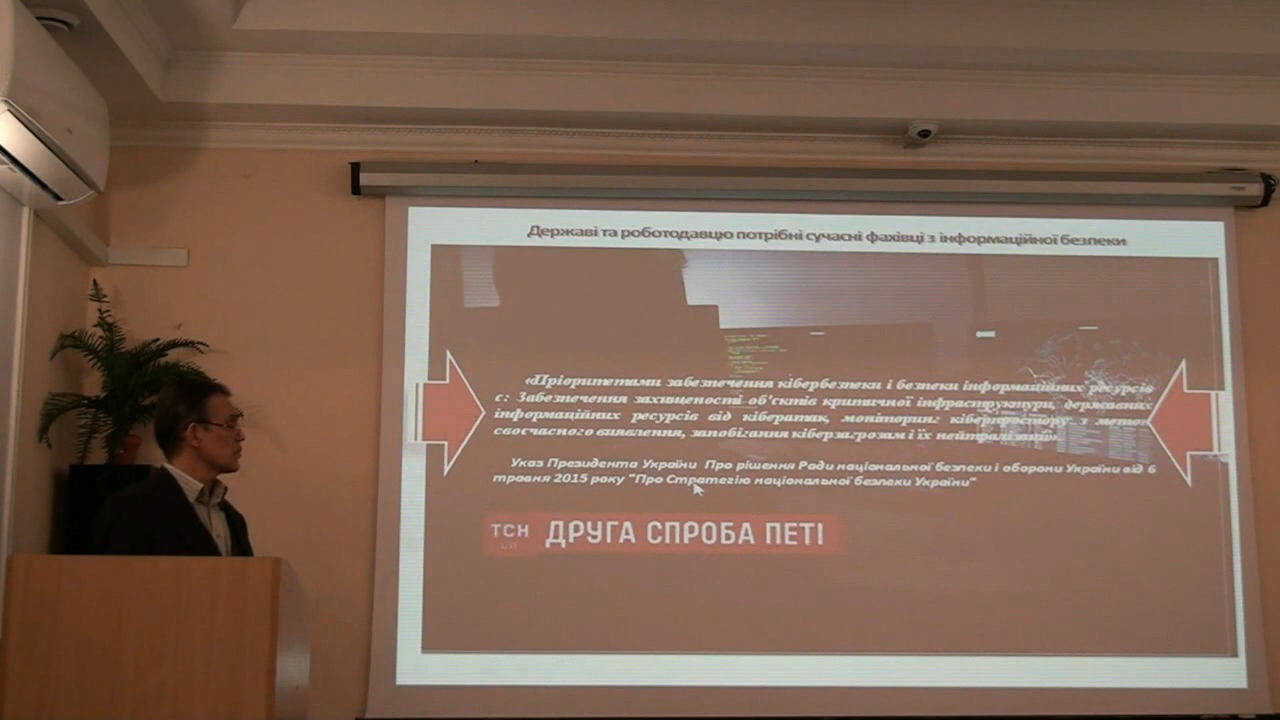 Державі та роботодавцю потрібні сучасні фахівці з інформаційної безпеки
«Пріоритетами забезпечення кібербезпеки і безпеки інформаційних ресурсів
є: Забезпечення захищеності об'єктів критичної інфраструктури, державних
інформаційних ресурсів від кібератак, моніторинг кіберпростору з метою
своєчасного виявлення, запобігання кіберзагрозам і їх нейтралізації»
Указ Президента України Про рішення Ради національної безпеки і оборони України від 6
травня 2015 року "Про Стратегію національної безпеки України"
ТСН ДРУГА СПРОБА ПЕТІ